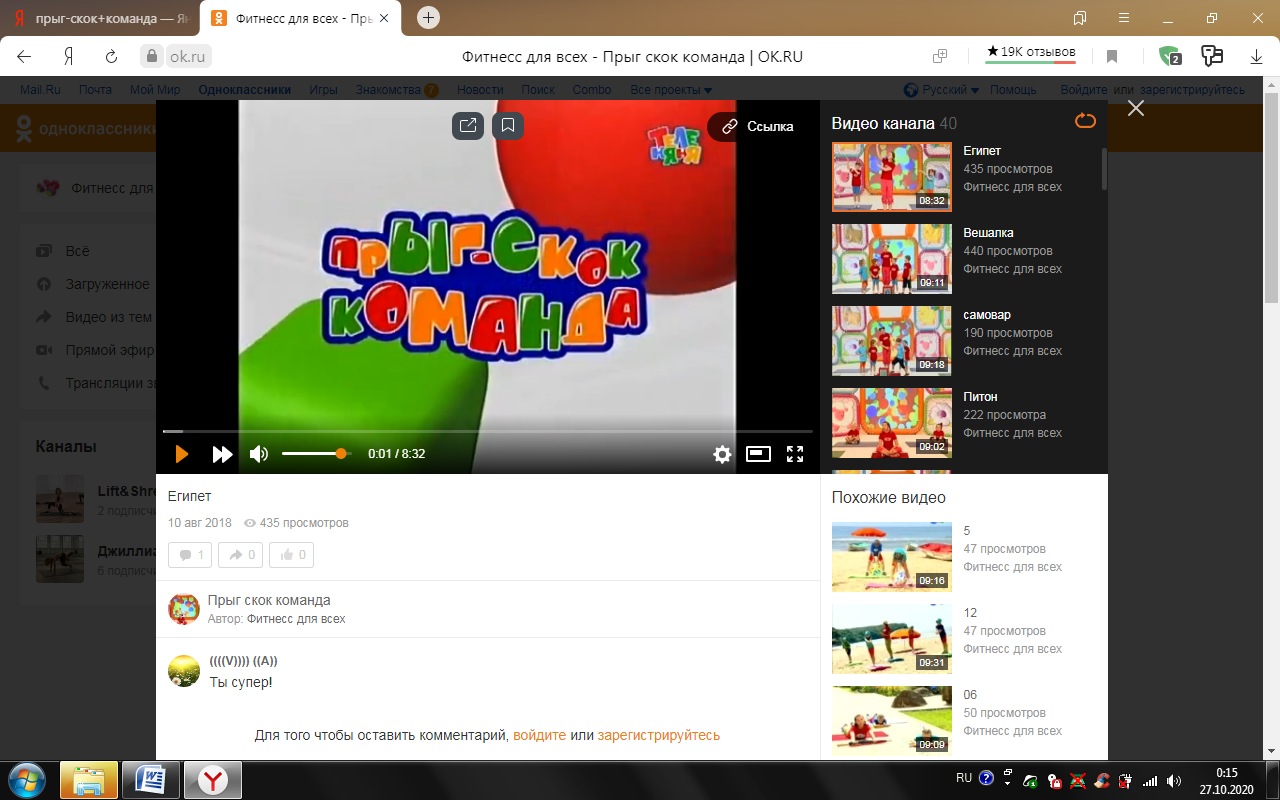 прыг-скок+команда — Ян
Фитнесс для всех - Пры
ok.ru
Фитнесс для всех - Прыг скок команда | OK.RU
★19K отзывов
2
Mail.Ru Почта Мой Мир Одноклассники Игры Знакомства ? Новости Поиск Combo Все проекты Русский Помощь Войдите или зарегистрируйтесь
одноклассники
Фитнесс для
Всё
Загруженное
Видео из тем
Прямой эфир
Трансляции зв
Каналы
Lift&Shre
2 подписчи
Джиллиа
6 подписчи
ТЕЛЕ
НЯНЯ
Ссылка
ПРЫГ-СКОК
КОМАНДА
0:01 / 8:32
Видео канала 40
Египет
435 просмотров
Фитнесс для всех
08:32
Вешалка
440 просмотров
Фитнесс для всех
09:11
самовар
190 просмотров
Фитнесс для всех
09:18
Питон
222 просмотра
Фитнесс для всех
09:02
Египет
10 авг 2018 435 просмотров
1 0 0
Прыг скок команда
Автор: Фитнесс для всех
((((V)))) ((A))
Ты супер!
Для того чтобы оставить комментарий, войдите или зарегистрируйтесь
Похожие видео
5
47 просмотров
Фитнесс для всех
09:16
12
47 просмотров
Фитнесс для всех
09:31
06
50 просмотров
Фитнесс для всех
09:09
RU
0:15
27.10.2020